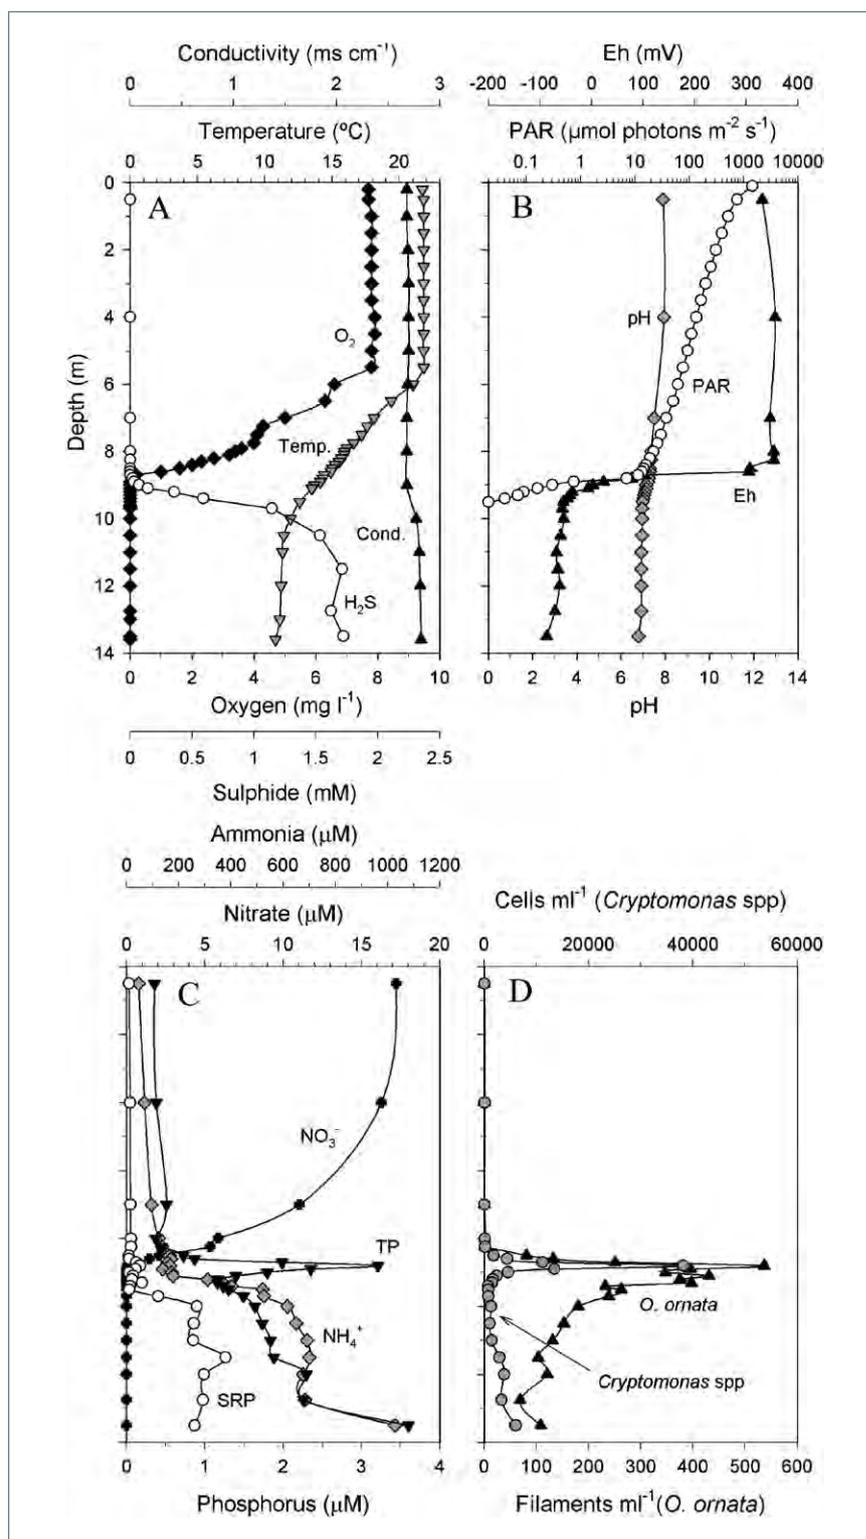 Conductivity (ms cm⁻¹)
0 1 2 3
Temperature (ºC)
0 5 10 15 20
A
O₂
Temp.
Cond.
H₂S
Depth (m)
0
2
4
6
8
10
12
14
0 2 4 6 8 10
Oxygen (mg l⁻¹)
0 0.5 1 1.5 2 2.5
Sulphide (mM)
Eh (mV)
-200 -100 0 100 200 300 400
PAR (µmol photons m⁻² s⁻¹)
0.1 1 10 100 1000 10000
B
pH
PAR
Eh
0 2 4 6 8 10 12 14
pH
Ammonia (µM)
0 200 400 600 800 1000 1200
Nitrate (µM)
0 5 11 16 20
C
NO₃⁻
TP
NH₄⁺
SRP
0 1 2 3 4
Phosphorus (µM)
Cells ml⁻¹ (Cryptomonas spp)
0 20000 40000 60000
D
O. ornata
Cryptomonas spp
0 100 200 300 400 500 600
Filaments ml⁻¹(O. ornata)